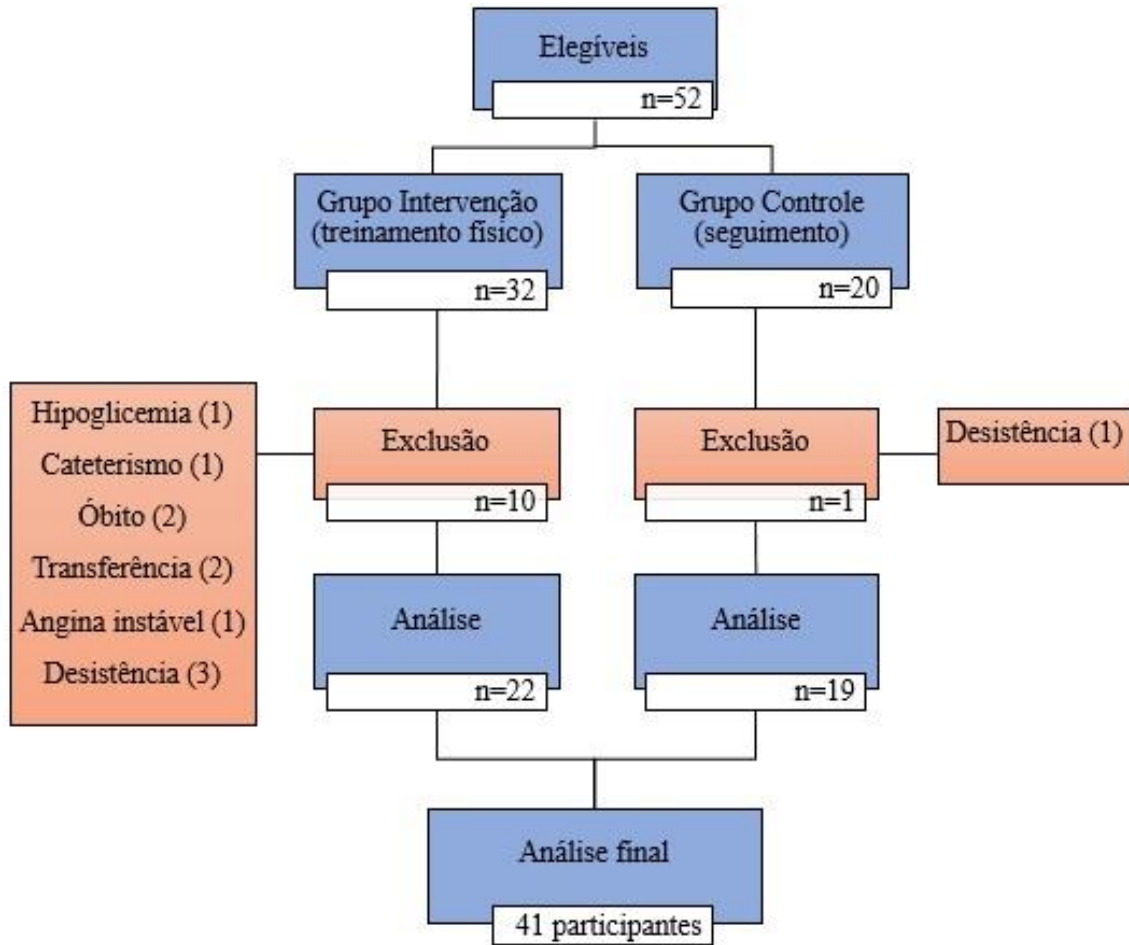 Elegíveis
n=52
Grupo Intervenção
(treinamento físico)
n=32
Grupo Controle
(seguimento)
n=20
Hipoglicemia (1)
Cateterismo (1)
Óbito (2)
Transferência (2)
Angina instável (1)
Desistência (3)
Exclusão
n=10
Exclusão
n=1
Desistência (1)
Análise
n=22
Análise
n=19
Análise final
41 participantes